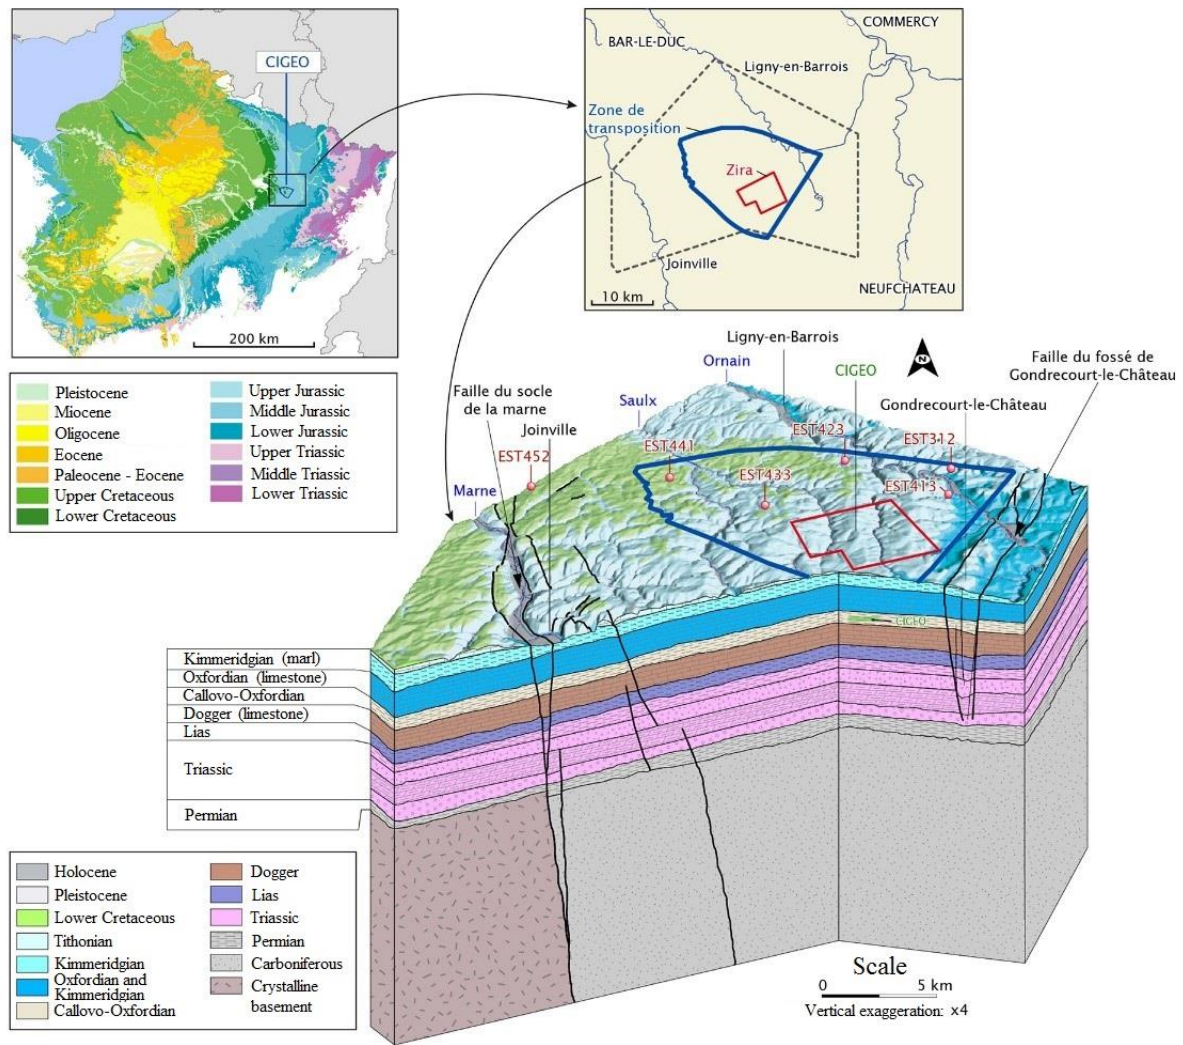 CIGEO
200 km
COMMERCY
BAR-LE-DUC
Ligny-en-Barrois
Zone de
transposition
Zira
Joinville
NEUFCHATEAU
10 km
Pleistocene
Miocene
Oligocene
Eocene
Paleocene - Eocene
Upper Cretaceous
Lower Cretaceous
Upper Jurassic
Middle Jurassic
Lower Jurassic
Upper Triassic
Middle Triassic
Lower Triassic
Ligny-en-Barrois
Ornain
CIGEO
N
Faille du fossé de
Gondrecourt-le-Château
Faille du socle
de la marne
Saulx
Gondrecourt-le-Château
Joinville
EST423
EST312
EST441
EST452
EST433
EST413
Marne
CIGEO
Kimmeridgian (marl)
Oxfordian (limestone)
Callovo-Oxfordian
Dogger (limestone)
Lias
Triassic
Permian
Holocene
Pleistocene
Lower Cretaceous
Tithonian
Kimmeridgian
Oxfordian and
Kimmeridgian
Callovo-Oxfordian
Dogger
Lias
Triassic
Permian
Carboniferous
Crystalline
basement
Scale
0 5 km
Vertical exaggeration: x4